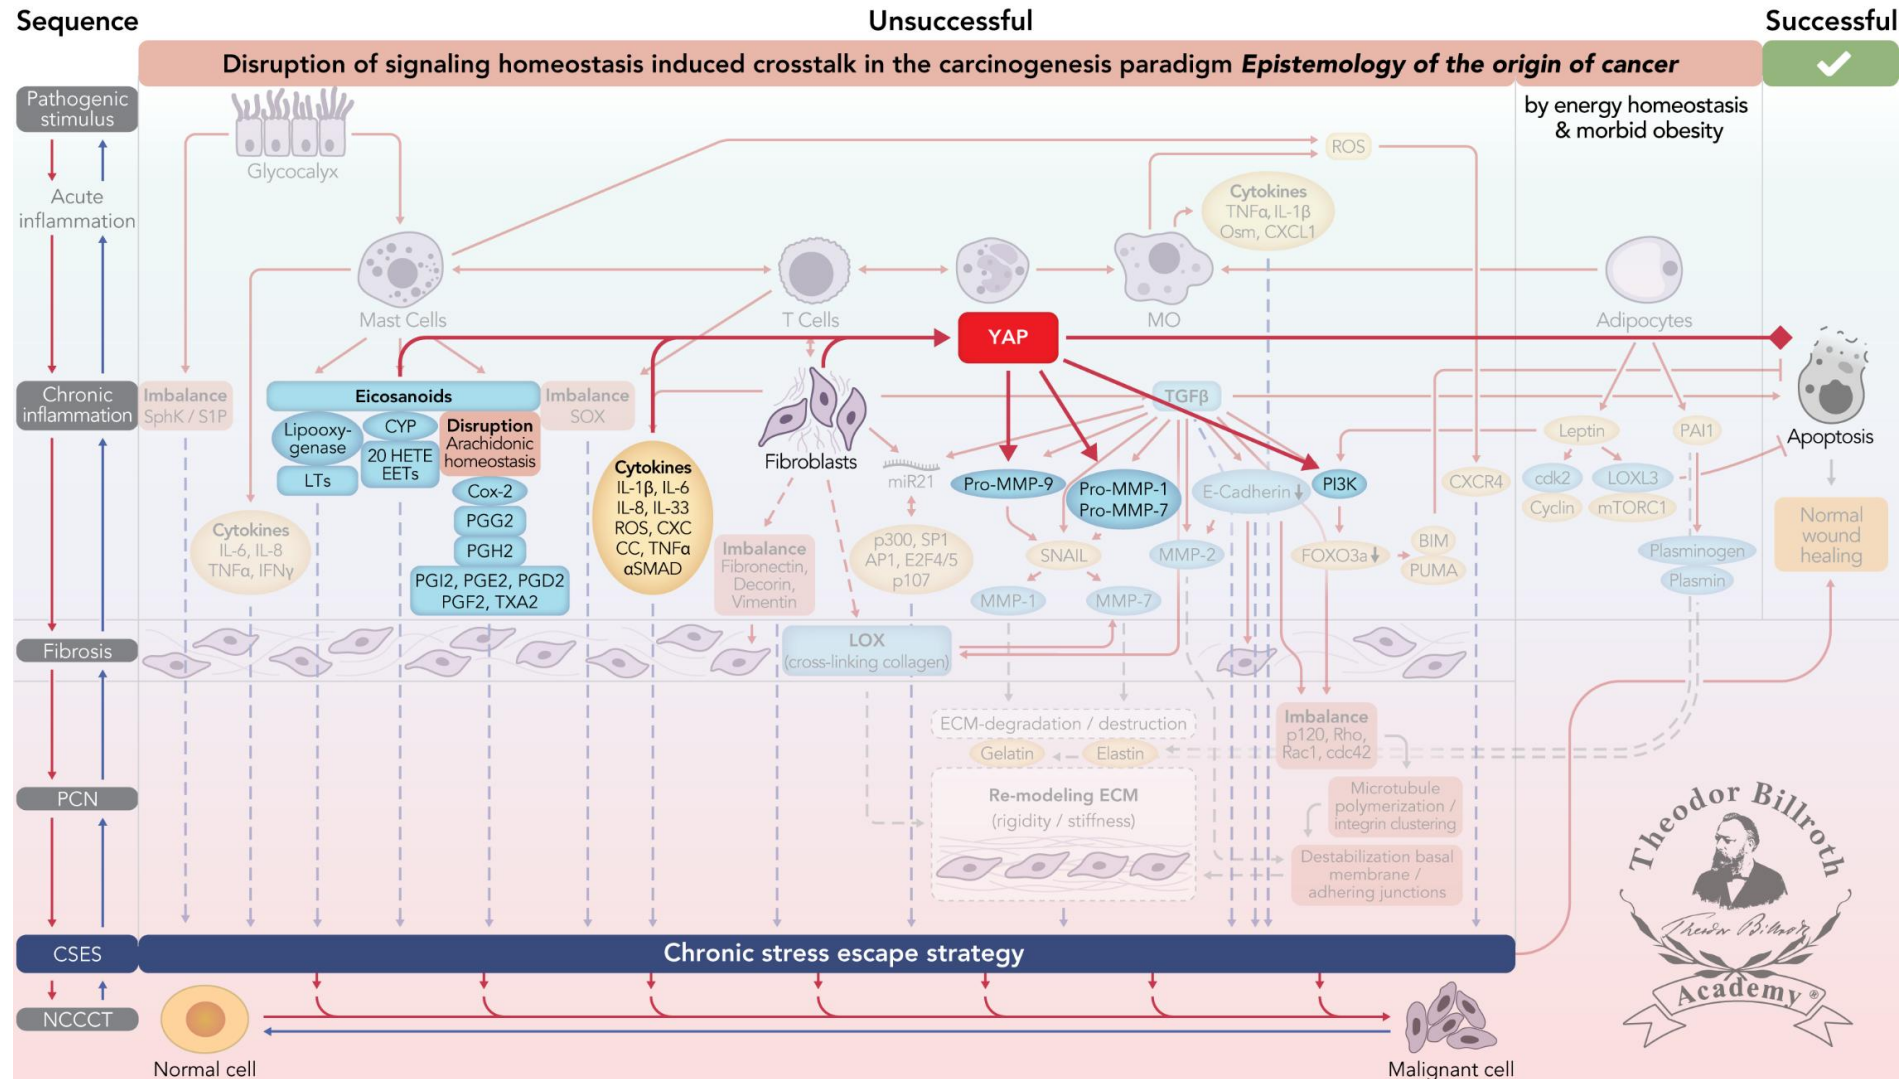 Sequence
Unsuccessful
Successful
Disruption of signaling homeostasis induced crosstalk in the carcinogenesis paradigm Epistemology of the origin of cancer
by energy homeostasis
& morbid obesity
Pathogenic
stimulus
Acute
inflammation
Chronic
inflammation
Fibrosis
PCN
CSES
NCCCT
Glycocalyx
ROS
Cytokines
TNFα, IL-1β
Osm, CXCL1
Mast Cells
T Cells
MO
Adipocytes
YAP
Imbalance
SphK / S1P
Eicosanoids
Lipooxy-
genase
LTs
CYP
20 HETE
EETs
Disruption
Arachidonic
homeostasis
Cox-2
PGG2
PGH2
PGI2, PGE2, PGD2
PGF2, TXA2
Imbalance
SOX
Cytokines
IL-6, IL-8
TNFα, IFNγ
Cytokines
IL-1β, IL-6
IL-8, IL-33
ROS, CXC
CC, TNFα
αSMAD
Fibroblasts
Imbalance
Fibronectin,
Decorin,
Vimentin
miR21
p300, SP1
AP1, E2F4/5
p107
TGFβ
Pro-MMP-9
Pro-MMP-1
Pro-MMP-7
E-Cadherin
PI3K
SNAIL
MMP-2
MMP-1
MMP-7
FOXO3a
BIM
PUMA
CXCR4
Leptin
PAI1
cdk2
Cyclin
LOXL3
mTORC1
Plasminogen
Plasmin
Apoptosis
Normal
wound
healing
LOX
(cross-linking collagen)
ECM-degradation / destruction
Gelatin
Elastin
Re-modeling ECM
(rigidity / stiffness)
Imbalance
p120, Rho,
Rac1, cdc42
Microtubule
polymerization /
integrin clustering
Destabilization basal
membrane /
adhering junctions
Chronic stress escape strategy
Normal cell
Malignant cell
Theodor Billroth
Theodor Billroth
Academy ®